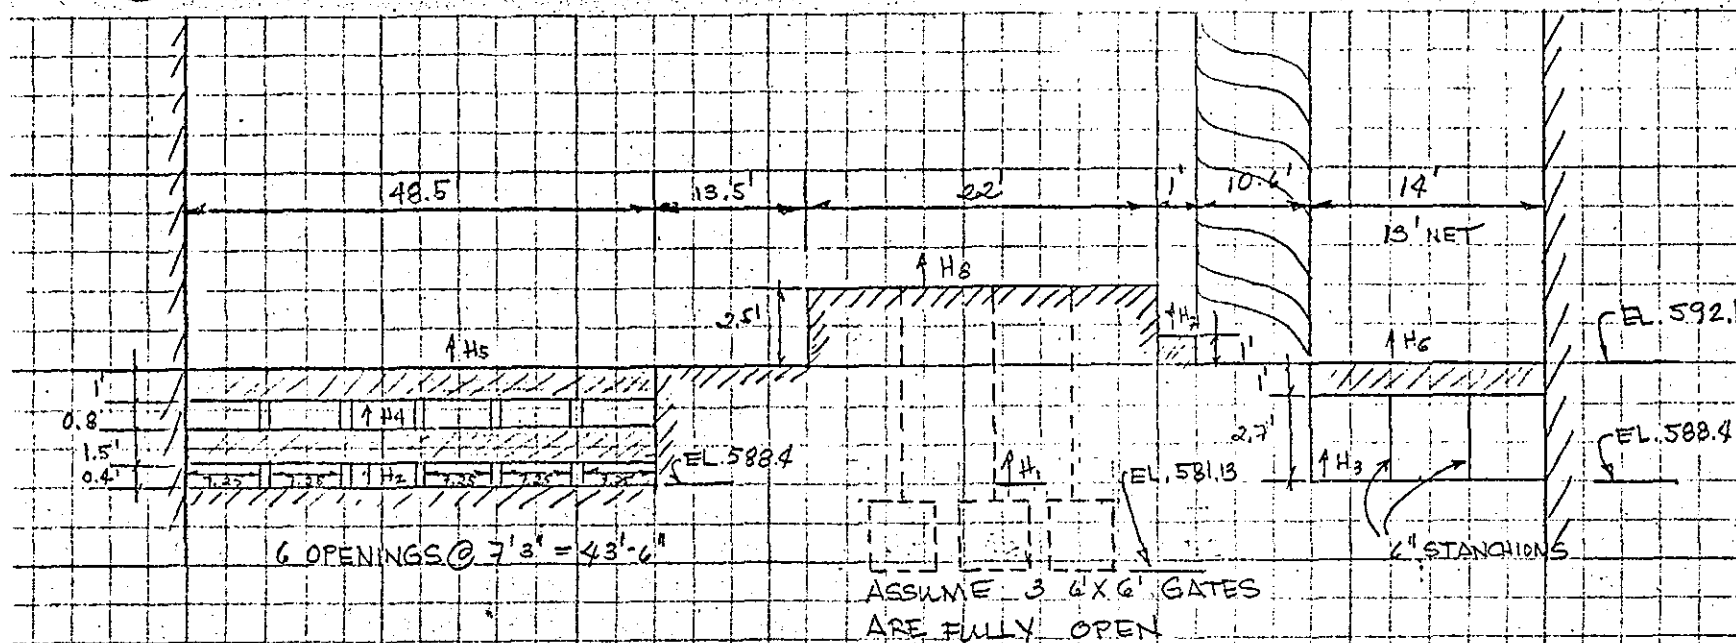 48.5'
13.5'
22'
1'
10.6'
14'
13' NET
↑ H8
2.5'
↑H7
1'
EL. 592.
↑ H5
↑ H6
1'
1'
0.8'
↑ H4
1.5'
2.7'
EL. 588.4
0.4'
7.25
7.25
↑ H2
7.25
7.25
7.25
EL. 588.4
↑ H1
EL. 581.13
↑ H3
6 OPENINGS @ 7'3" = 43'-6"
6" STANCHIONS
ASSUME 3 6'X6' GATES
ARE FULLY OPEN